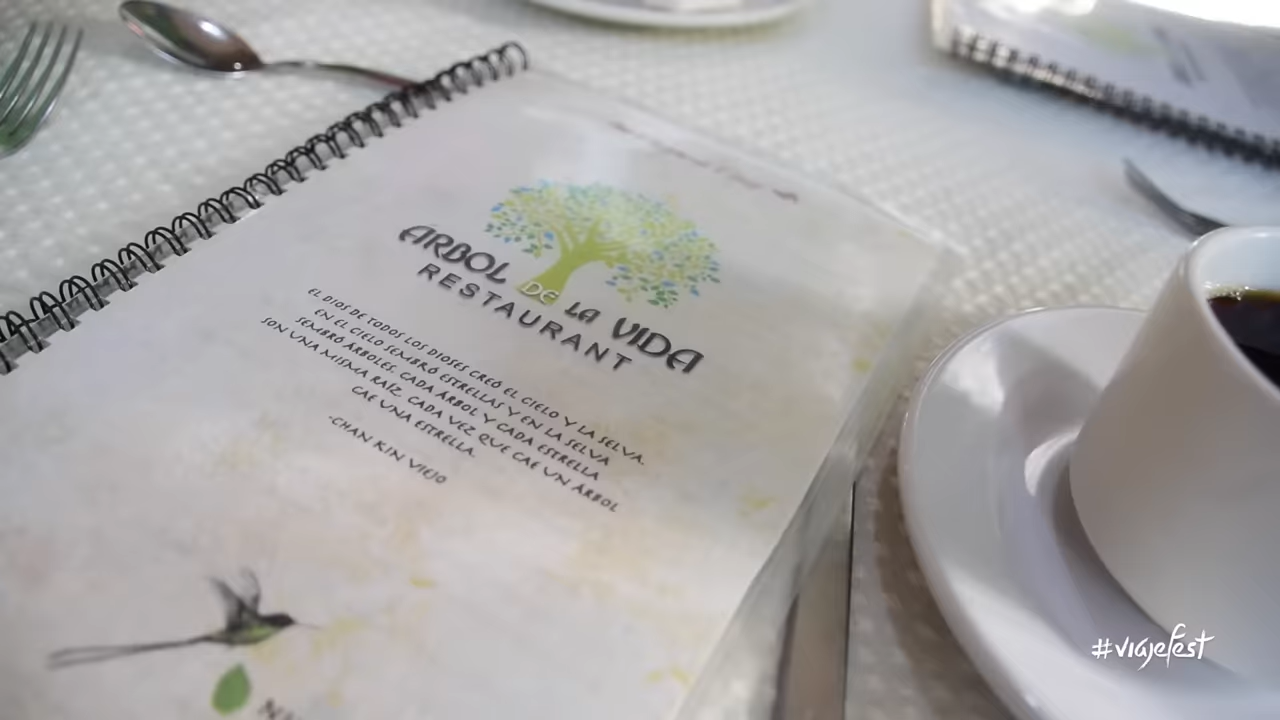 ARBOL DE LA VIDA
RESTAURANT
EL DIOS DE TODOS LOS DIOSES CREÓ EL CIELO Y LA SELVA.
EN EL CIELO SEMBRÓ ESTRELLAS Y EN LA SELVA
SEMBRÓ ÁRBOLES. CADA ÁRBOL Y CADA ESTRELLA
SON UNA MISMA RAÍZ. CADA VEZ QUE CAE UN ÁRBOL
CAE UNA ESTRELLA.
-CHAN KIN VIEJO
#viajefest